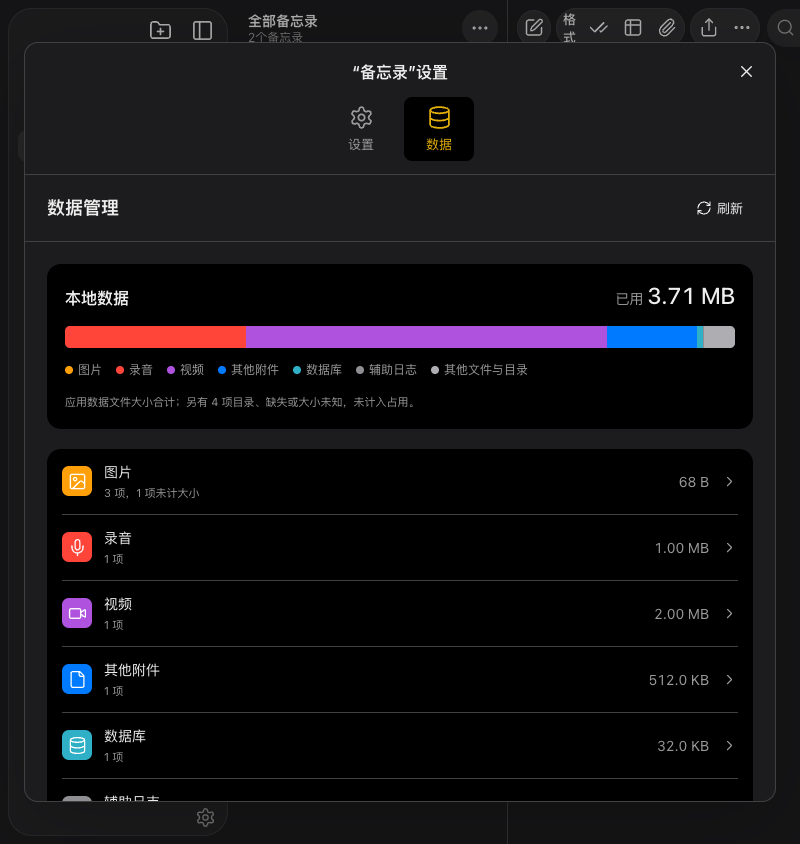 全部备忘录
2个备忘录
格式
“备忘录”设置
设置
数据
数据管理
刷新
本地数据
已用 3.71 MB
图片 录音 视频 其他附件 数据库 辅助日志 其他文件与目录
应用数据文件大小合计；另有 4 项目录、缺失或大小未知，未计入占用。
图片
3 项，1 项未计大小
68 B
录音
1 项
1.00 MB
视频
1 项
2.00 MB
其他附件
1 项
512.0 KB
数据库
1 项
32.0 KB
辅助日志